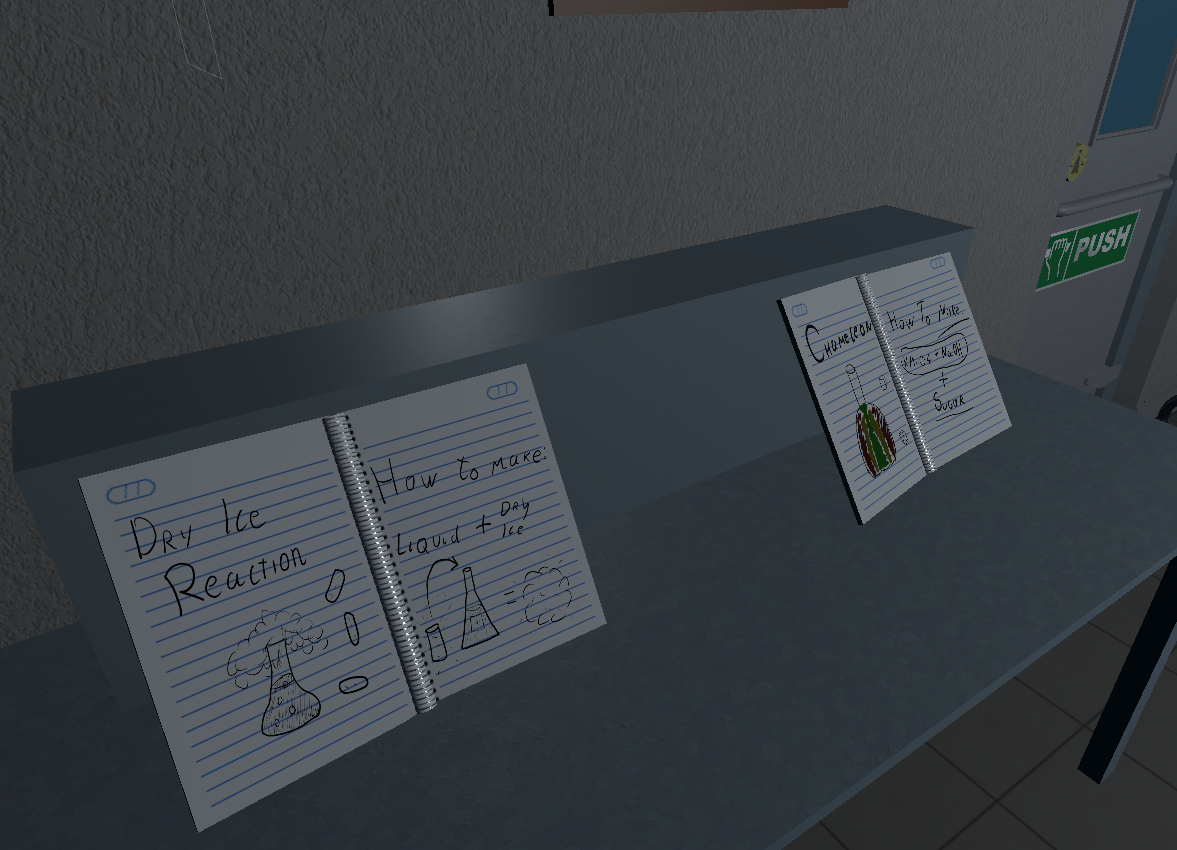 Dry Ice
Reaction
How to make:
Liquid + Dry
Ice
=
Chameleon
How To Make
+
Sugar
PUSH